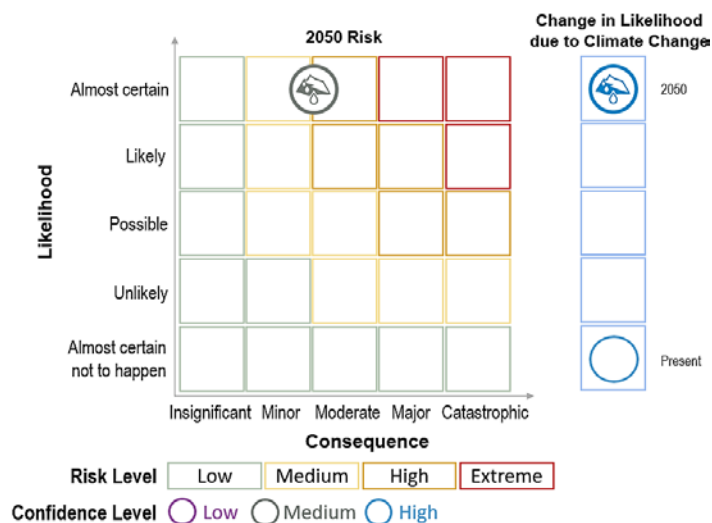 2050 Risk
Change in Likelihood
due to Climate Change
Almost certain
2050
Likely
Possible
Unlikely
Almost certain
not to happen
Present
Likelihood
Insignificant Minor Moderate Major Catastrophic
Consequence
Risk Level Low Medium High Extreme
Confidence Level Low Medium High